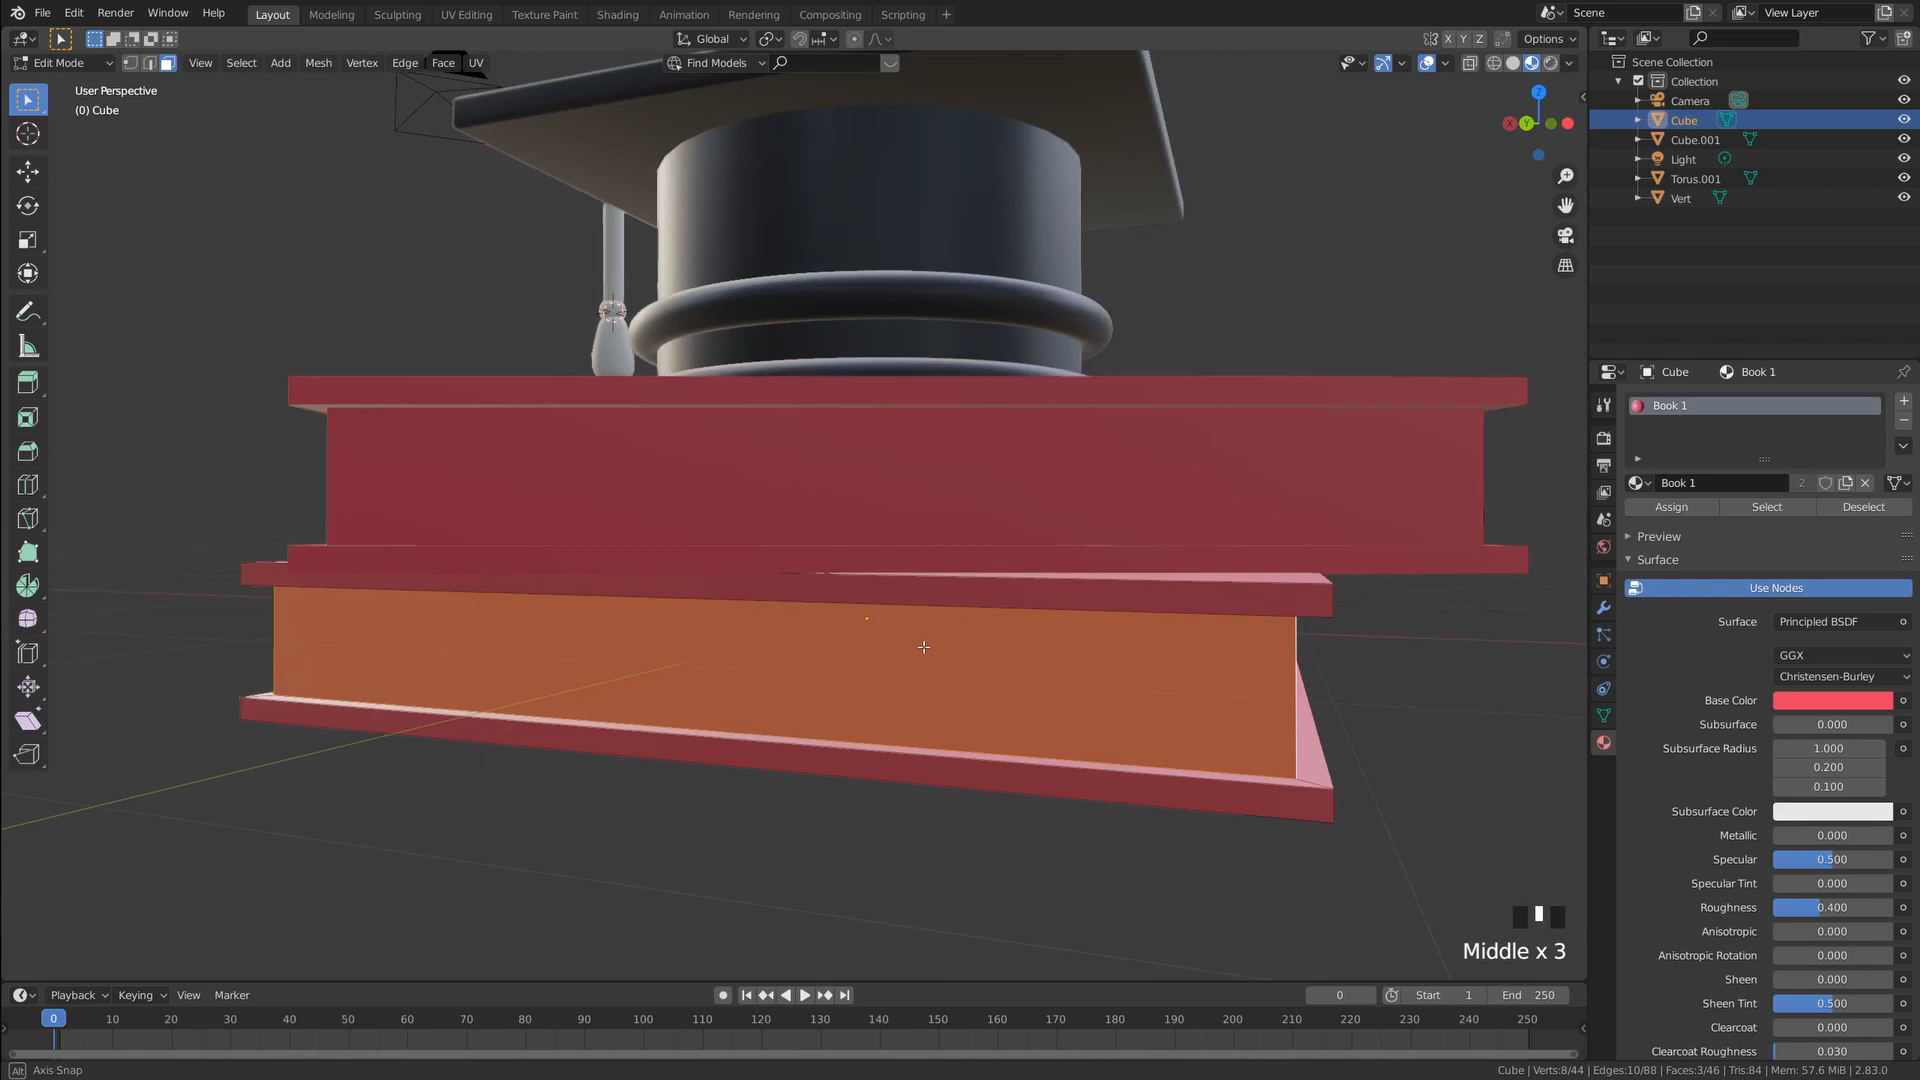 File Edit Render Window Help Layout Modeling Sculpting UV Editing Texture Paint Shading Animation Rendering Compositing Scripting + Scene View Layer
Global X Y Z Options
Edit Mode View Select Add Mesh Vertex Edge Face UV Find Models
User Perspective
(0) Cube
Z
X Y
Scene Collection
Collection
Camera
Cube
Cube.001
Light
Torus.001
Vert
Cube Book 1
Book 1
Book 1 2
Assign Select Deselect
Preview
Surface
Use Nodes
Surface Principled BSDF
GGX
Christensen-Burley
Base Color
Subsurface 0.000
Subsurface Radius 1.000
0.200
0.100
Subsurface Color
Metallic 0.000
Specular 0.500
Specular Tint 0.000
Roughness 0.400
Anisotropic 0.000
Anisotropic Rotation 0.000
Sheen 0.000
Sheen Tint 0.500
Clearcoat 0.000
Clearcoat Roughness 0.030
Middle x 3
Playback Keying View Marker 0 Start 1 End 250
0 10 20 30 40 50 60 70 80 90 100 110 120 130 140 150 160 170 180 190 200 210 220 230 240 250
Alt Axis Snap
Cube | Verts:8/44 | Edges:10/88 | Faces:3/46 | Tris:84 | Mem: 57.6 MiB | 2.83.0